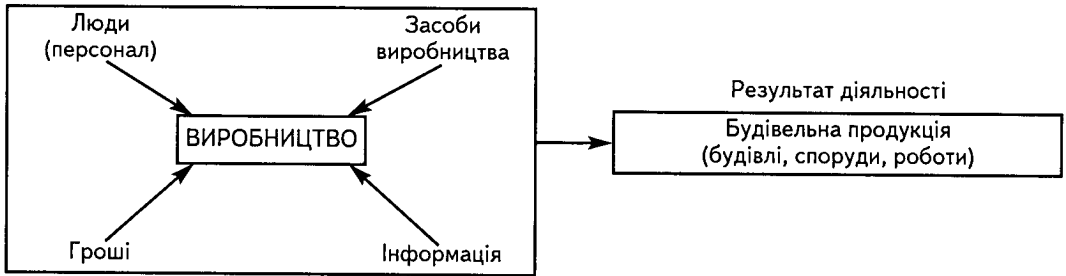 Люди
(персонал)
Засоби
виробництва
ВИРОБНИЦТВО
Гроші
Інформація
Результат діяльності
Будівельна продукція
(будівлі, споруди, роботи)